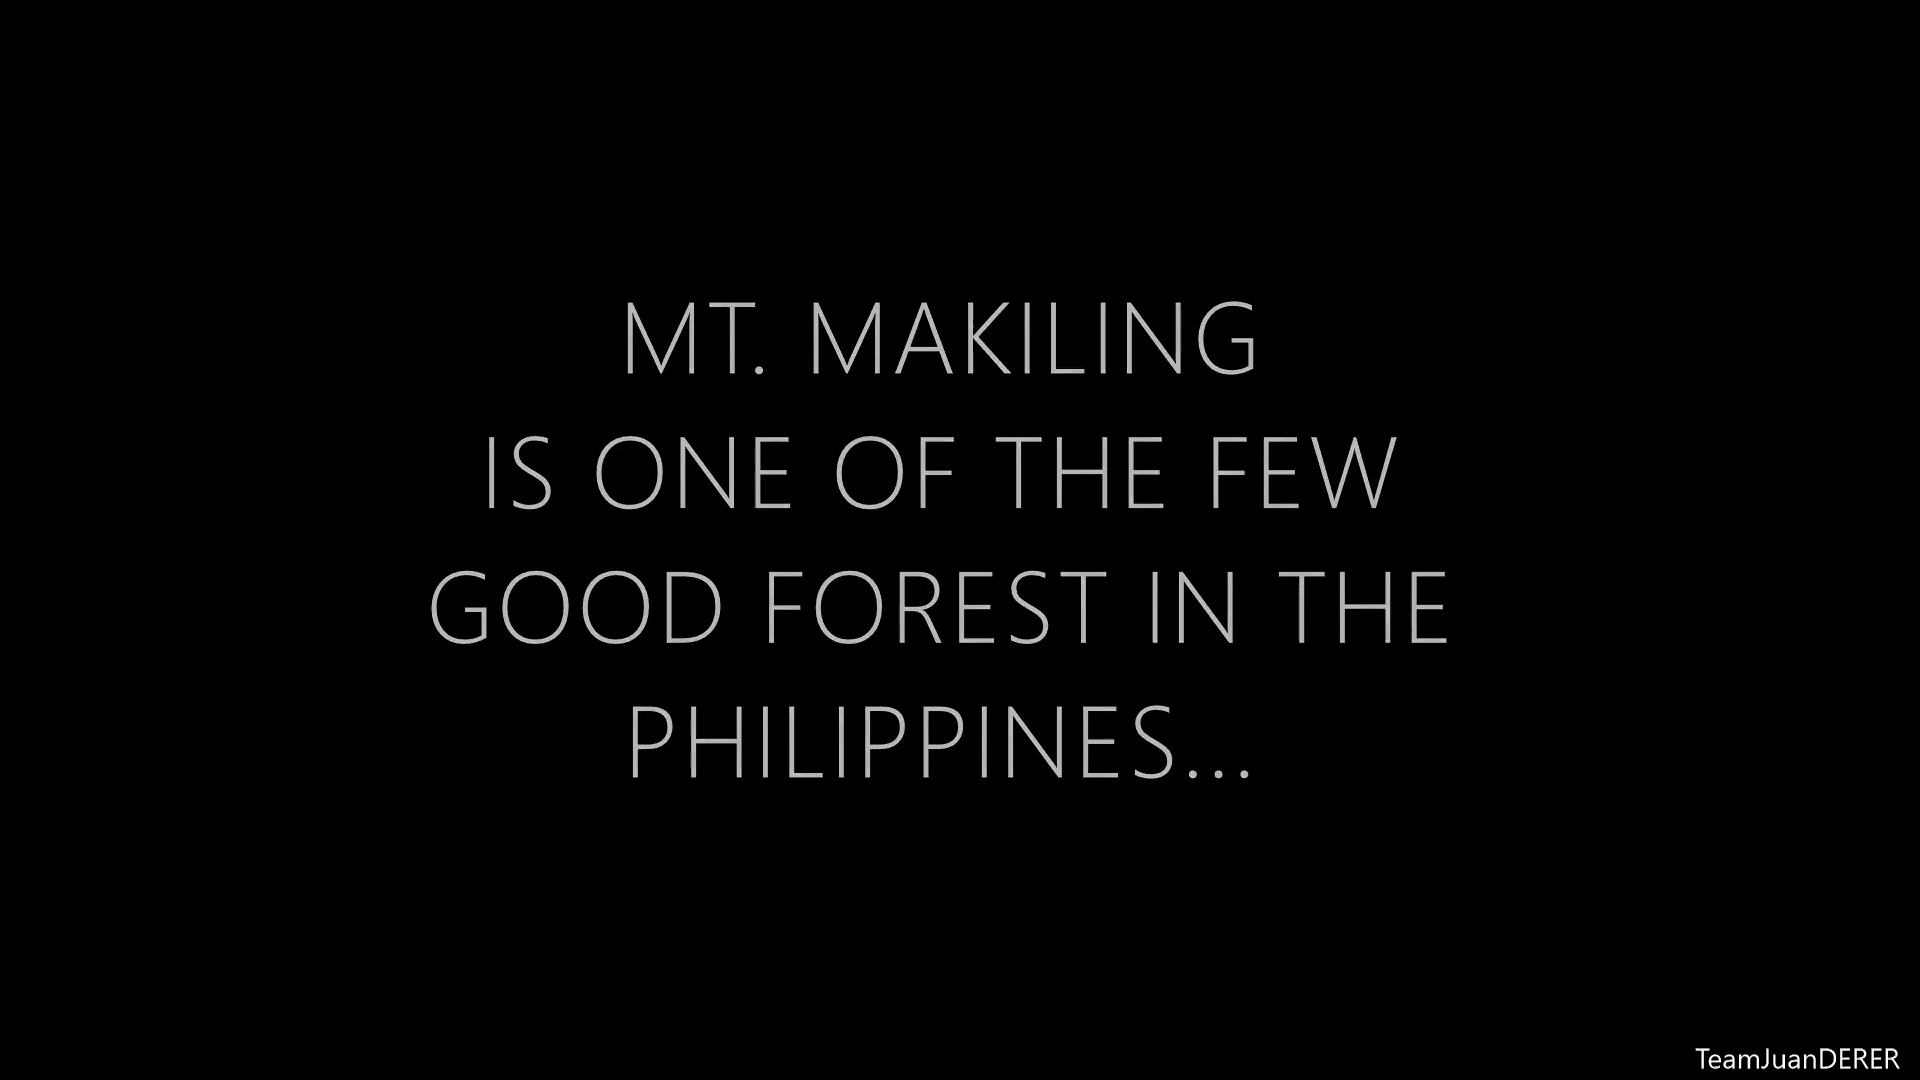 MT. MAKILING
IS ONE OF THE FEW
GOOD FOREST IN THE
PHILIPPINES...
TeamJuanDERER